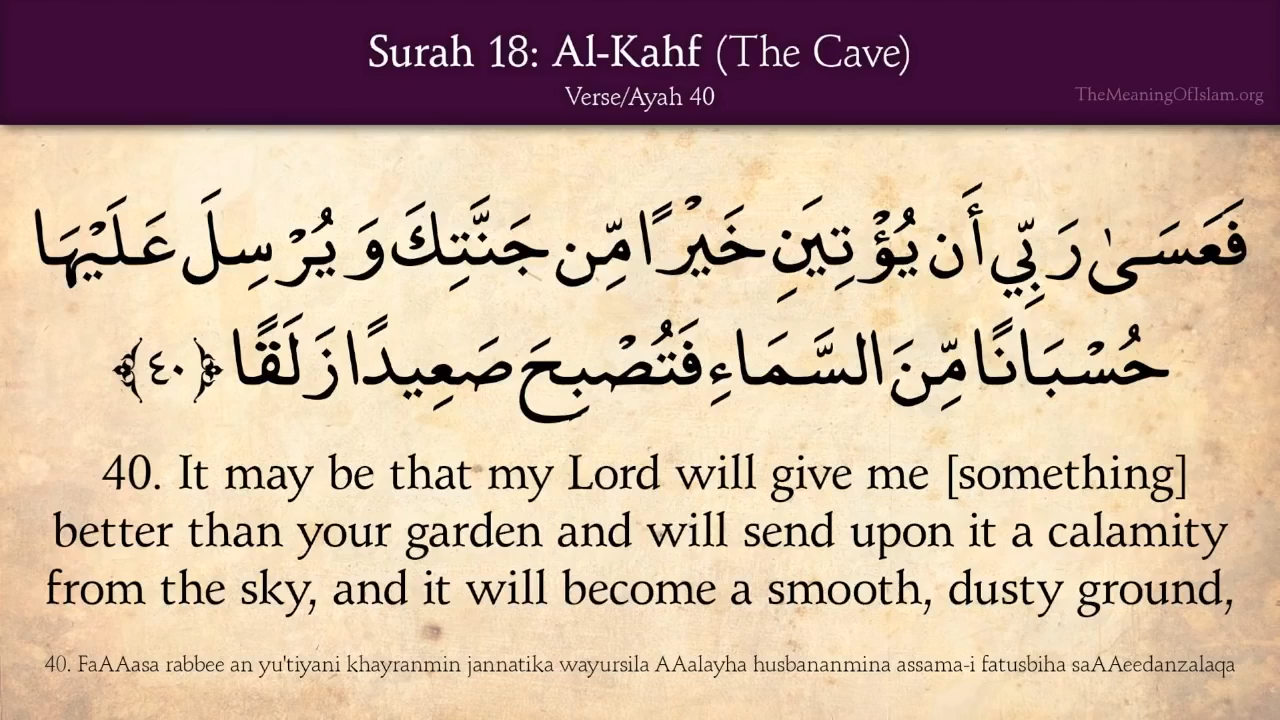 Surah 18: Al-Kahf (The Cave)
Verse/Ayah 40
TheMeaningOfIslam.org
فَعَسَىٰ رَبِّي أَن يُؤْتِيَنِ خَيْرًا مِّن جَنَّتِكَ وَيُرْسِلَ عَلَيْهَا
حُسْبَانًا مِّنَ السَّمَاءِ فَتُصْبِحَ صَعِيدًا زَلَقًا ﴿٤٠﴾
40. It may be that my Lord will give me [something]
better than your garden and will send upon it a calamity
from the sky, and it will become a smooth, dusty ground,
40. FaAAasa rabbee an yu'tiyani khayranmin jannatika wayursila AAalayha husbananmina assama-i fatusbiha saAAeedanzalaqa